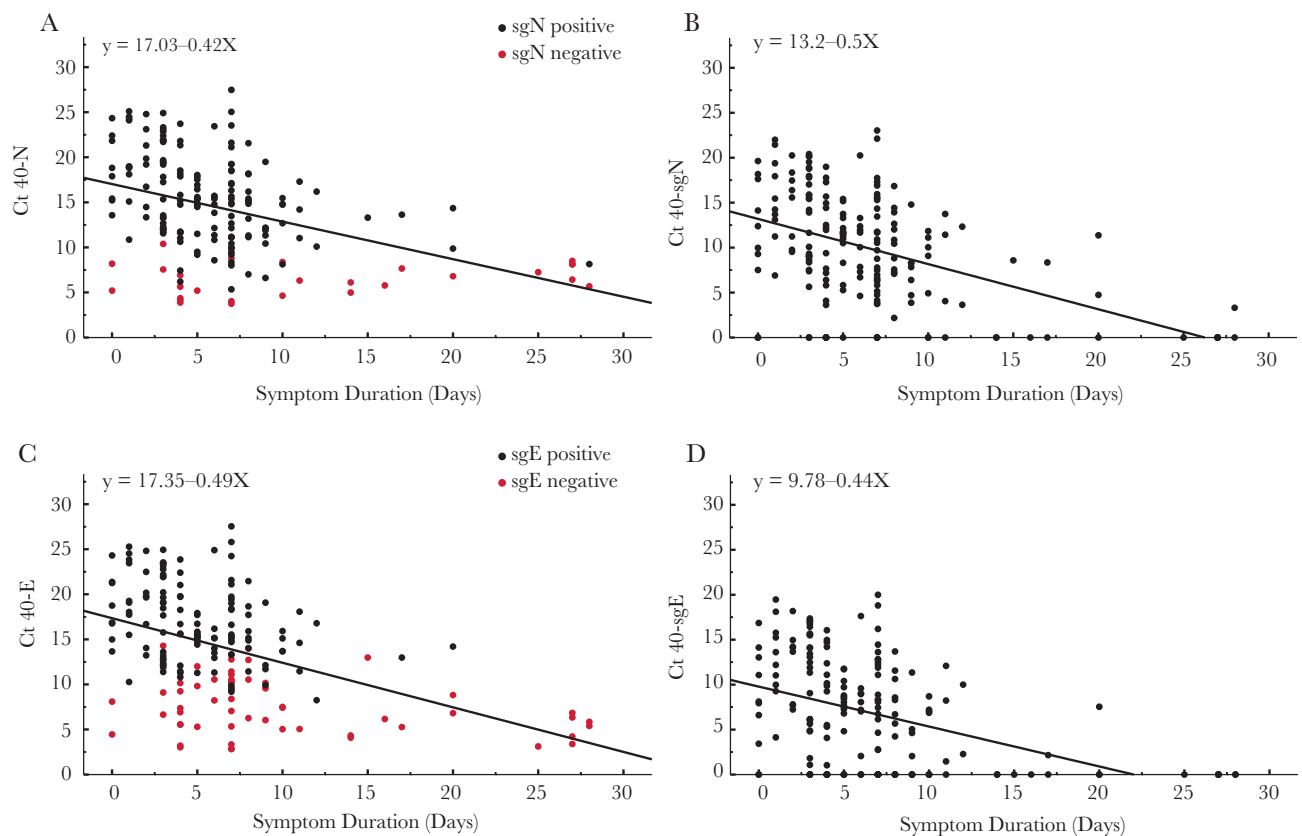 A
y = 17.03–0.42X
sgN positive
sgN negative
Ct 40-N
30
25
20
15
10
5
0
0 5 10 15 20 25 30
Symptom Duration (Days)
B
y = 13.2–0.5X
Ct 40-sgN
30
25
20
15
10
5
0
0 5 10 15 20 25 30
Symptom Duration (Days)
C
y = 17.35–0.49X
sgE positive
sgE negative
Ct 40-E
30
25
20
15
10
5
0
0 5 10 15 20 25 30
Symptom Duration (Days)
D
y = 9.78–0.44X
Ct 40-sgE
30
25
20
15
10
5
0
0 5 10 15 20 25 30
Symptom Duration (Days)